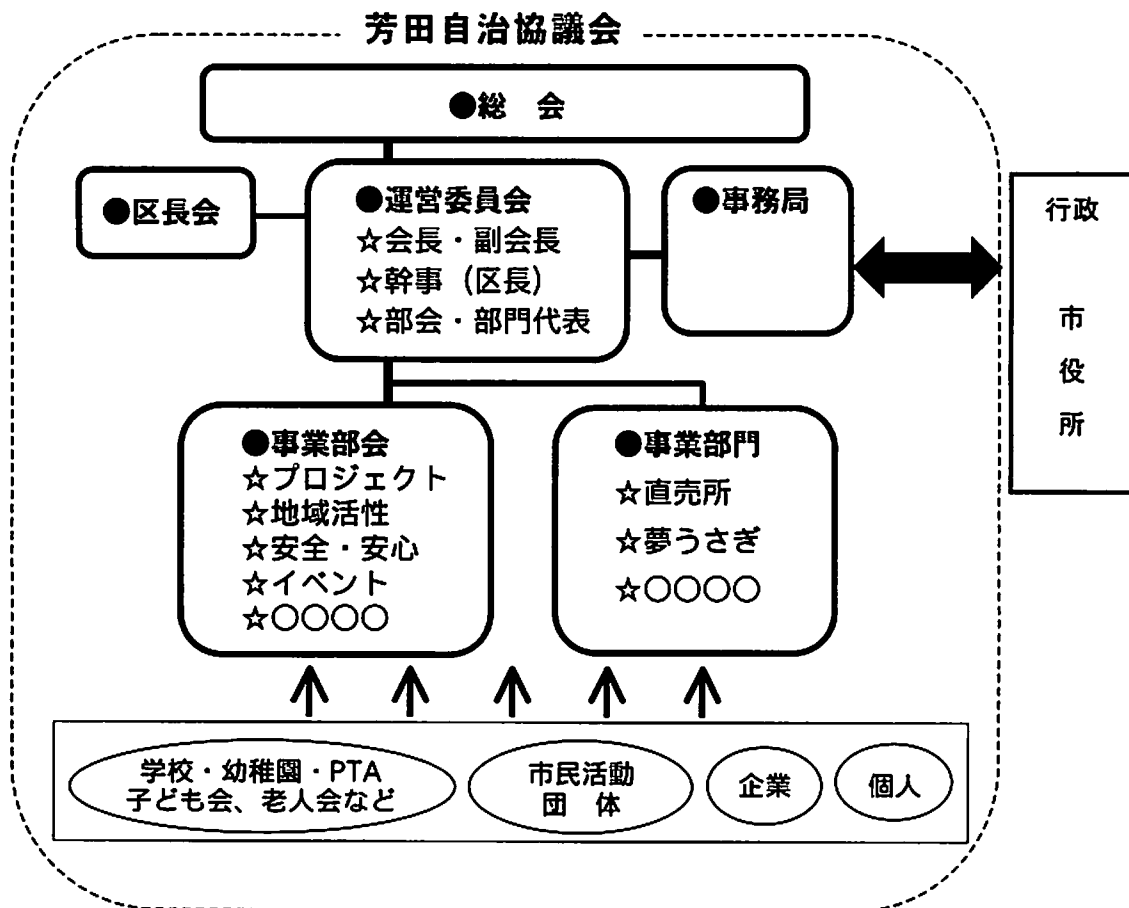 芳田自治協議会
●総 会
●区長会
●運営委員会
☆会長・副会長
☆幹事（区長）
☆部会・部門代表
●事務局
行政
市
役
所
●事業部会
☆プロジェクト
☆地域活性
☆安全・安心
☆イベント
☆○○○○
●事業部門
☆直売所
☆夢うさぎ
☆○○○○
学校・幼稚園・PTA
子ども会、老人会など
市民活動
団 体
企業
個人